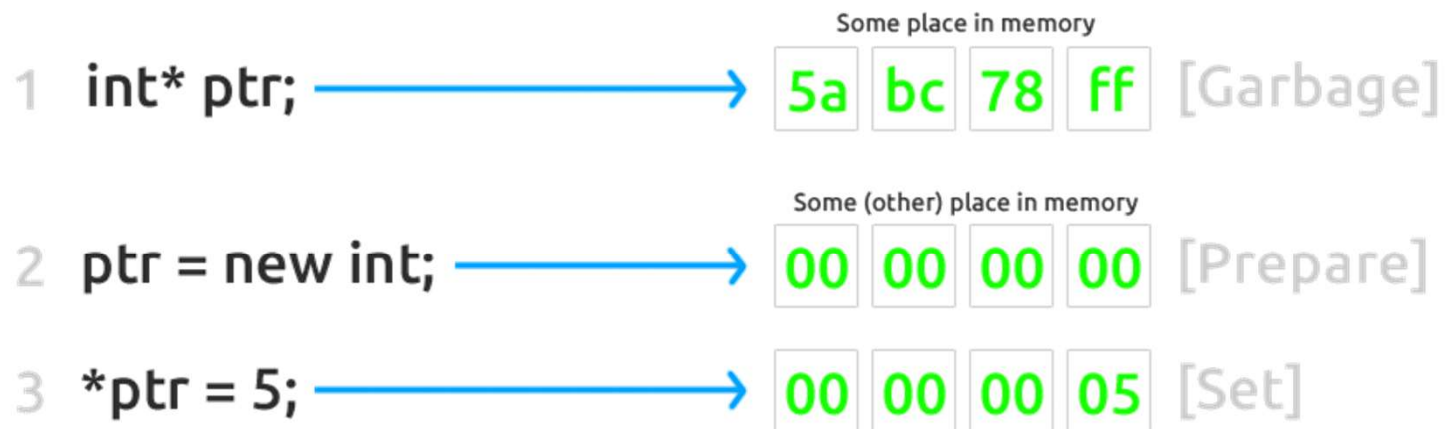 Some place in memory
1 int* ptr; 5a bc 78 ff [Garbage]
Some (other) place in memory
2 ptr = new int; 00 00 00 00 [Prepare]
3 *ptr = 5; 00 00 00 05 [Set]